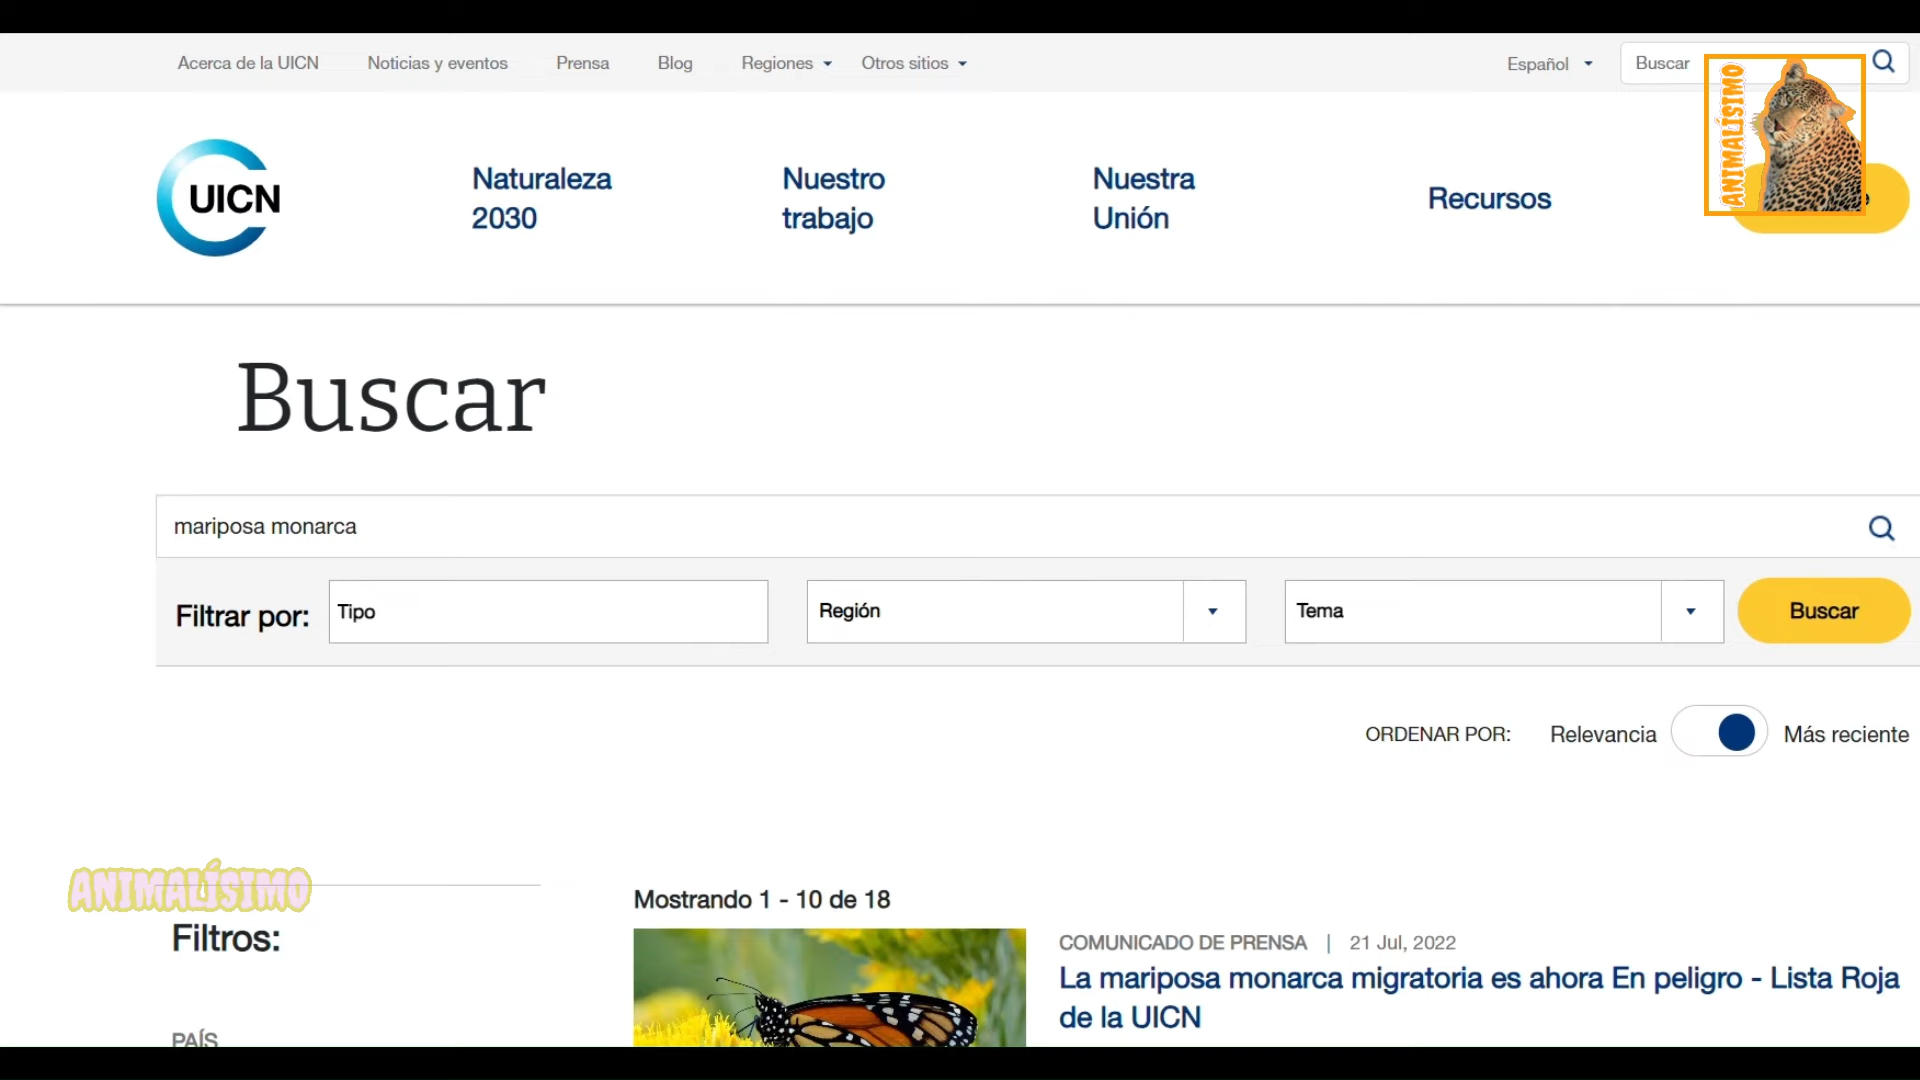 Acerca de la UICN Noticias y eventos Prensa Blog Regiones Otros sitios Español Buscar
ANIMALÍSIMO
UICN
Naturaleza
2030
Nuestro
trabajo
Nuestra
Unión
Recursos
Buscar
mariposa monarca
Filtrar por: Tipo Región Tema Buscar
ORDENAR POR: Relevancia Más reciente
ANIMALÍSIMO
Filtros:
PAÍS
Mostrando 1 - 10 de 18
COMUNICADO DE PRENSA | 21 Jul, 2022
La mariposa monarca migratoria es ahora En peligro - Lista Roja
de la UICN